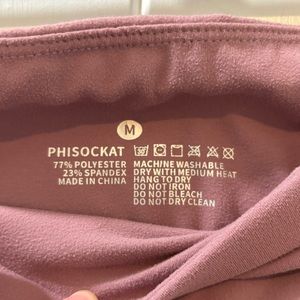 M
PHISOCKAT
77% POLYESTER
23% SPANDEX
MADE IN CHINA
MACHINE WASHABLE
DRY WITH MEDIUM HEAT
HANG TO DRY
DO NOT IRON
DO NOT BLEACH
DO NOT DRY CLEAN